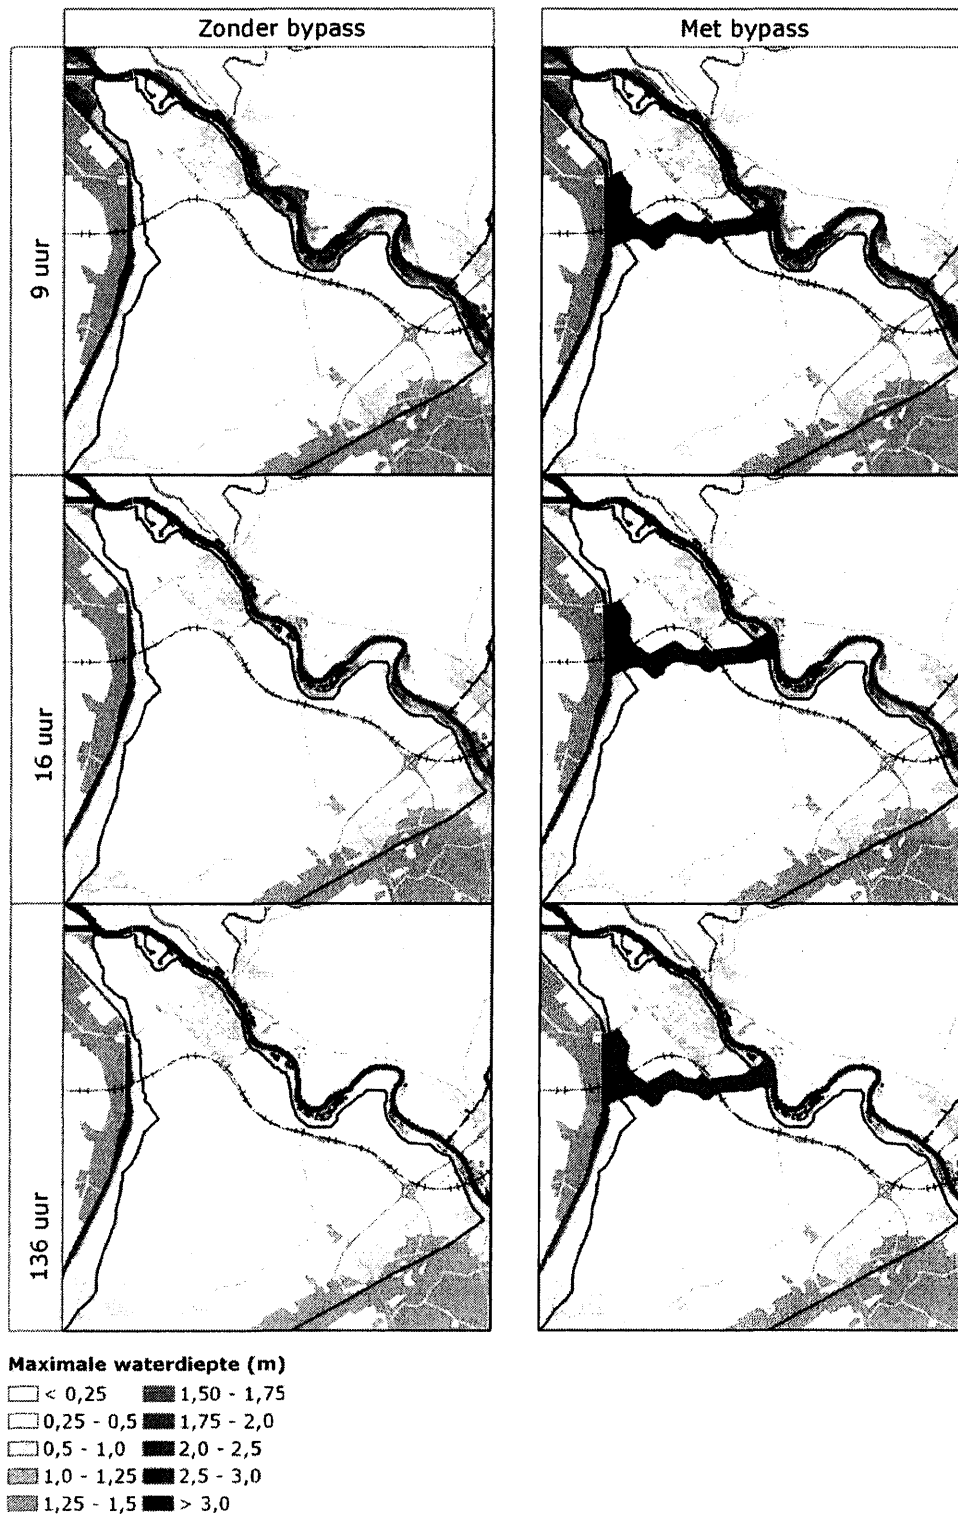 Zonder bypass
Met bypass
9 uur
16 uur
136 uur
Maximale waterdiepte (m)
< 0,25
1,50 - 1,75
0,25 - 0,5
1,75 - 2,0
0,5 - 1,0
2,0 - 2,5
1,0 - 1,25
2,5 - 3,0
1,25 - 1,5
> 3,0